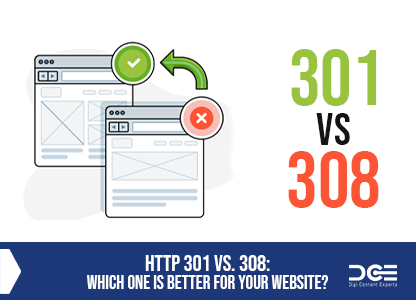 301
VS
308
HTTP 301 VS. 308:
WHICH ONE IS BETTER FOR YOUR WEBSITE?
DCE
Digi Content Experts